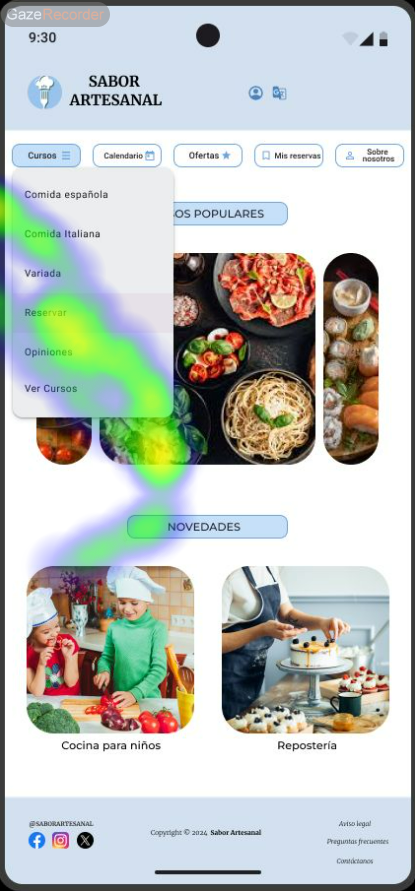 GazeRecorder
9:30
SABOR
ARTESANAL
Cursos
Calendario
Ofertas
Mis reservas
Sobre
nosotros
OS POPULARES
Comida española
Comida Italiana
Variada
Reservar
Opiniones
Ver Cursos
NOVEDADES
Cocina para niños
Repostería
@SABORARTESANAL
Copyright © 2024 Sabor Artesanal
Aviso legal
Preguntas frecuentes
Contáctanos